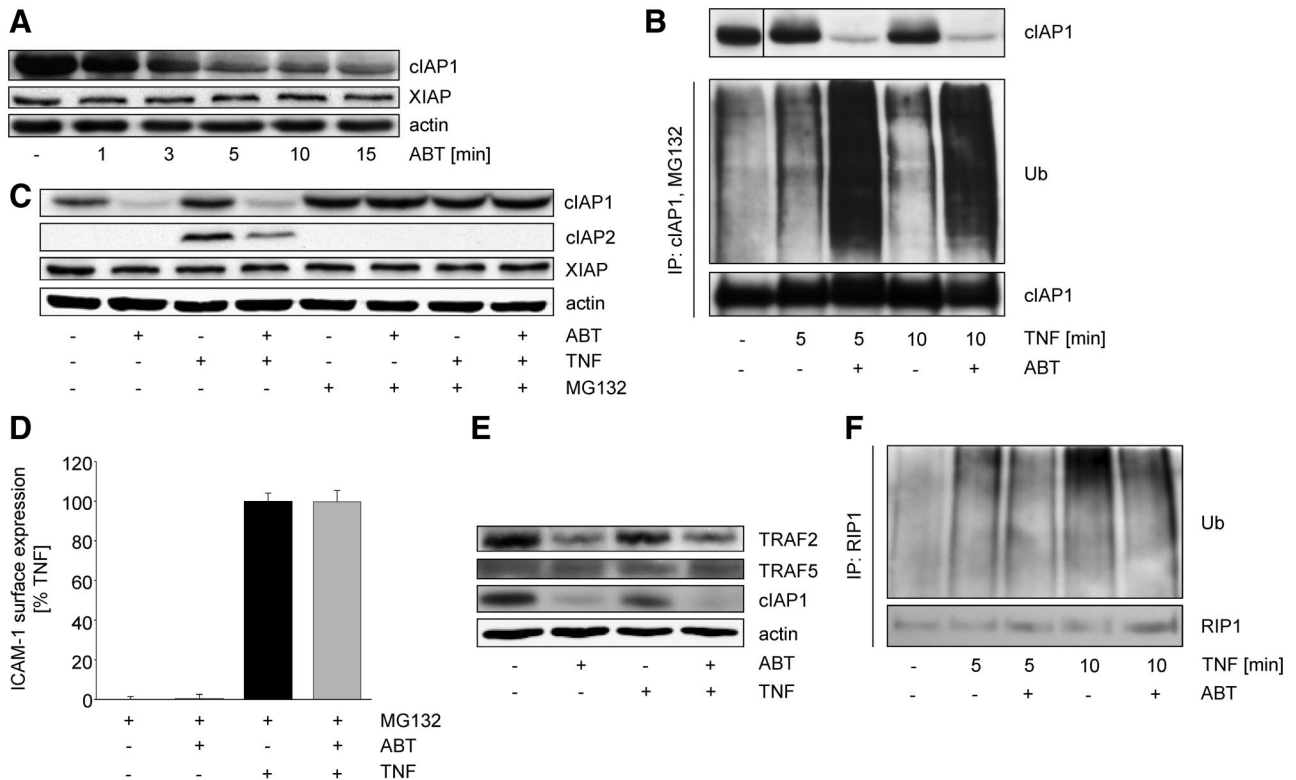 A
cIAP1
XIAP
actin
- 1 3 5 10 15 ABT [min]
B
cIAP1
IP: cIAP1, MG132
Ub
cIAP1
- 5 5 10 10 TNF [min]
- - + - + ABT
C
cIAP1
cIAP2
XIAP
actin
- + - + - + - + ABT
- - + + - - + + TNF
- - - - + + + + MG132
D
ICAM-1 surface expression
[% TNF]
120
100
80
60
40
20
0
+ + + + MG132
- + - + ABT
- - + + TNF
E
TRAF2
TRAF5
cIAP1
actin
- + - + ABT
- - + + TNF
F
IP: RIP1
Ub
RIP1
- 5 5 10 10 TNF [min]
- - + - + ABT